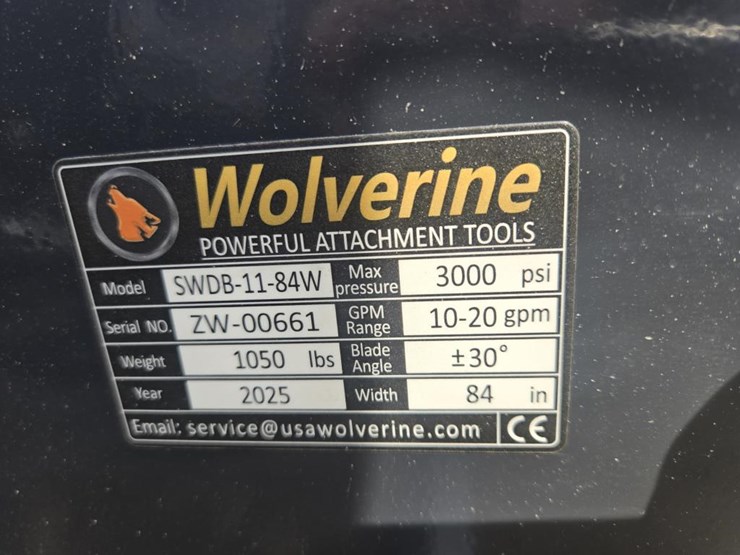 Wolverine
POWERFUL ATTACHMENT TOOLS
Model SWDB-11-84W Max pressure 3000 psi
Serial NO. ZW-00661 GPM Range 10-20 gpm
Weight 1050 lbs Blade Angle ±30°
Year 2025 Width 84 in
Email: service@usawolverine.com CE